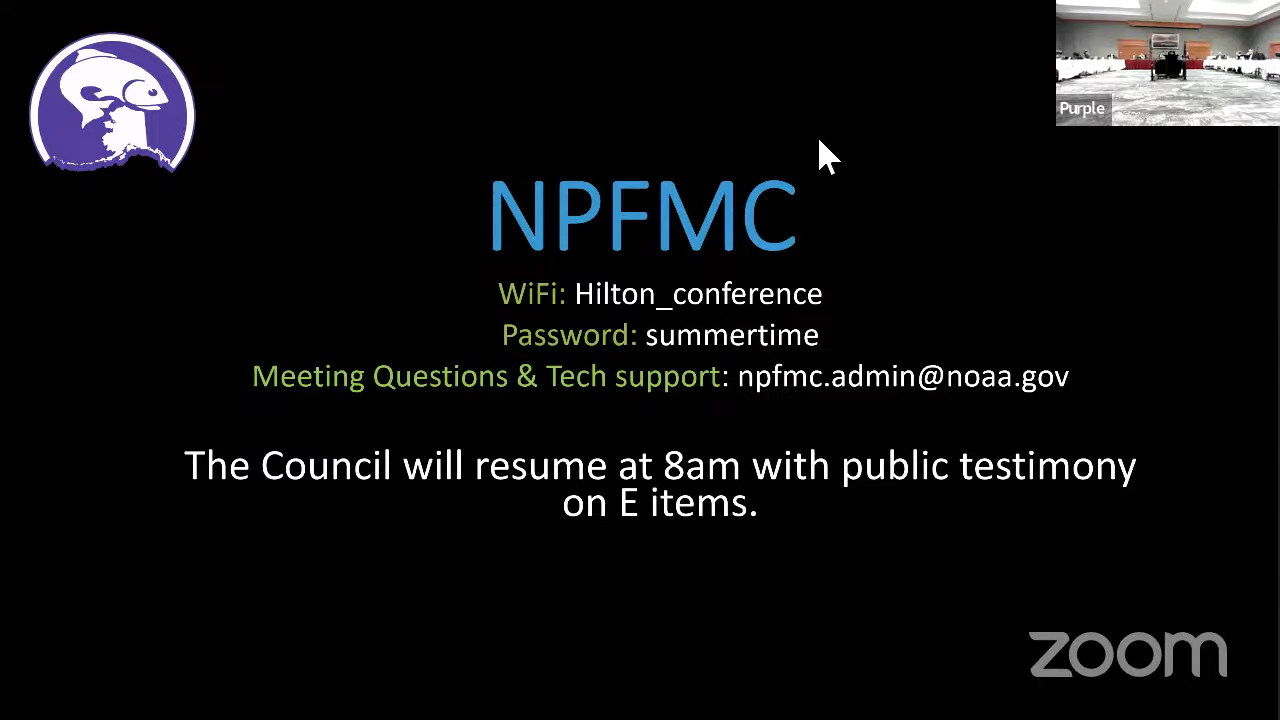 Purple
NPFMC
WiFi: Hilton_conference
Password: summertime
Meeting Questions & Tech support: npfmc.admin@noaa.gov
The Council will resume at 8am with public testimony
on E items.
zoom